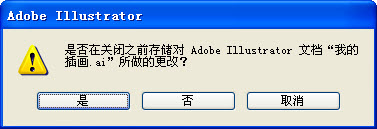 Adobe Illustrator
是否在关闭之前存储对 Adobe Illustrator 文档“我的
插画.ai”所做的更改?
是
否
取消